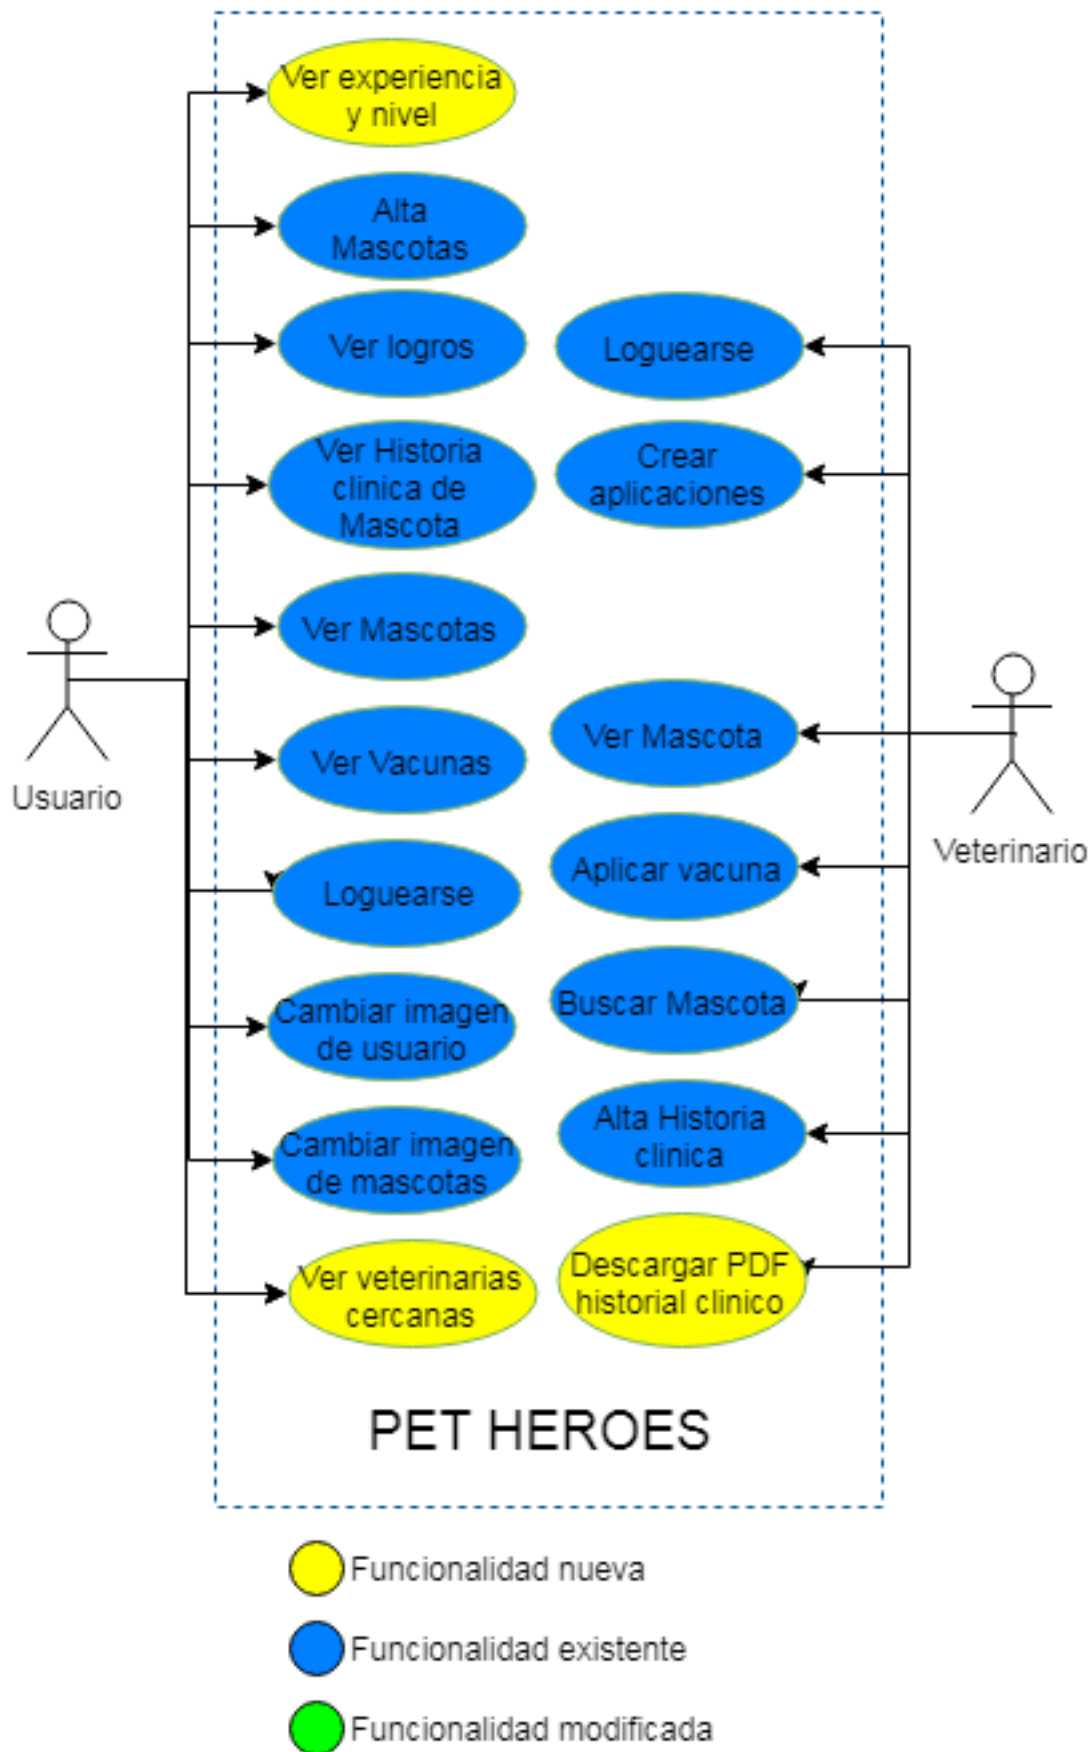 Ver experiencia
y nivel
Alta
Mascotas
Ver logros
Loguearse
Ver Historia
clinica de
Mascota
Crear
aplicaciones
Ver Mascotas
Usuario
Ver Vacunas
Ver Mascota
Veterinario
Loguearse
Aplicar vacuna
Cambiar imagen
de usuario
Buscar Mascota
Cambiar imagen
de mascotas
Alta Historia
clinica
Ver veterinarias
cercanas
Descargar PDF
historial clinico
PET HEROES
Funcionalidad nueva
Funcionalidad existente
Funcionalidad modificada